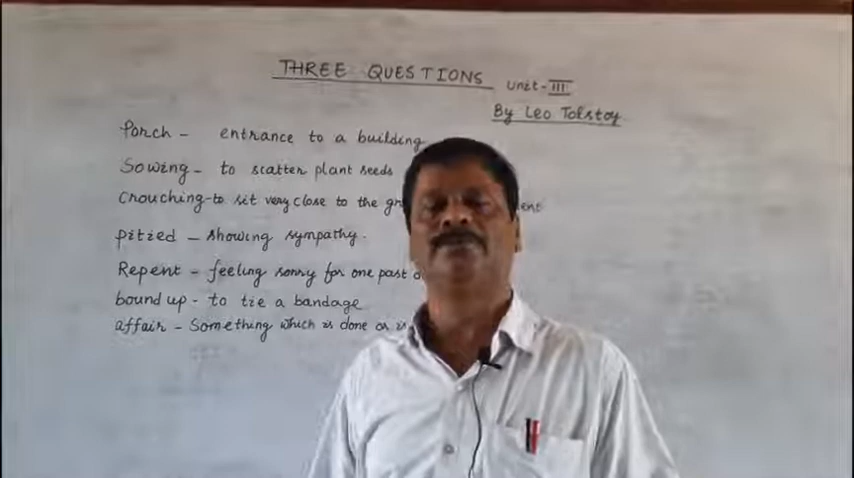 THREE QUESTIONS Unit-III
By Leo Tolstoy
Porch - entrance to a building
Sowing - to scatter plant seeds
Crouching - to sit very close to the
Pitied - showing sympathy.
Repent - feeling sorry for one past
bound up - to tie a bandage
affair - Something which is done or